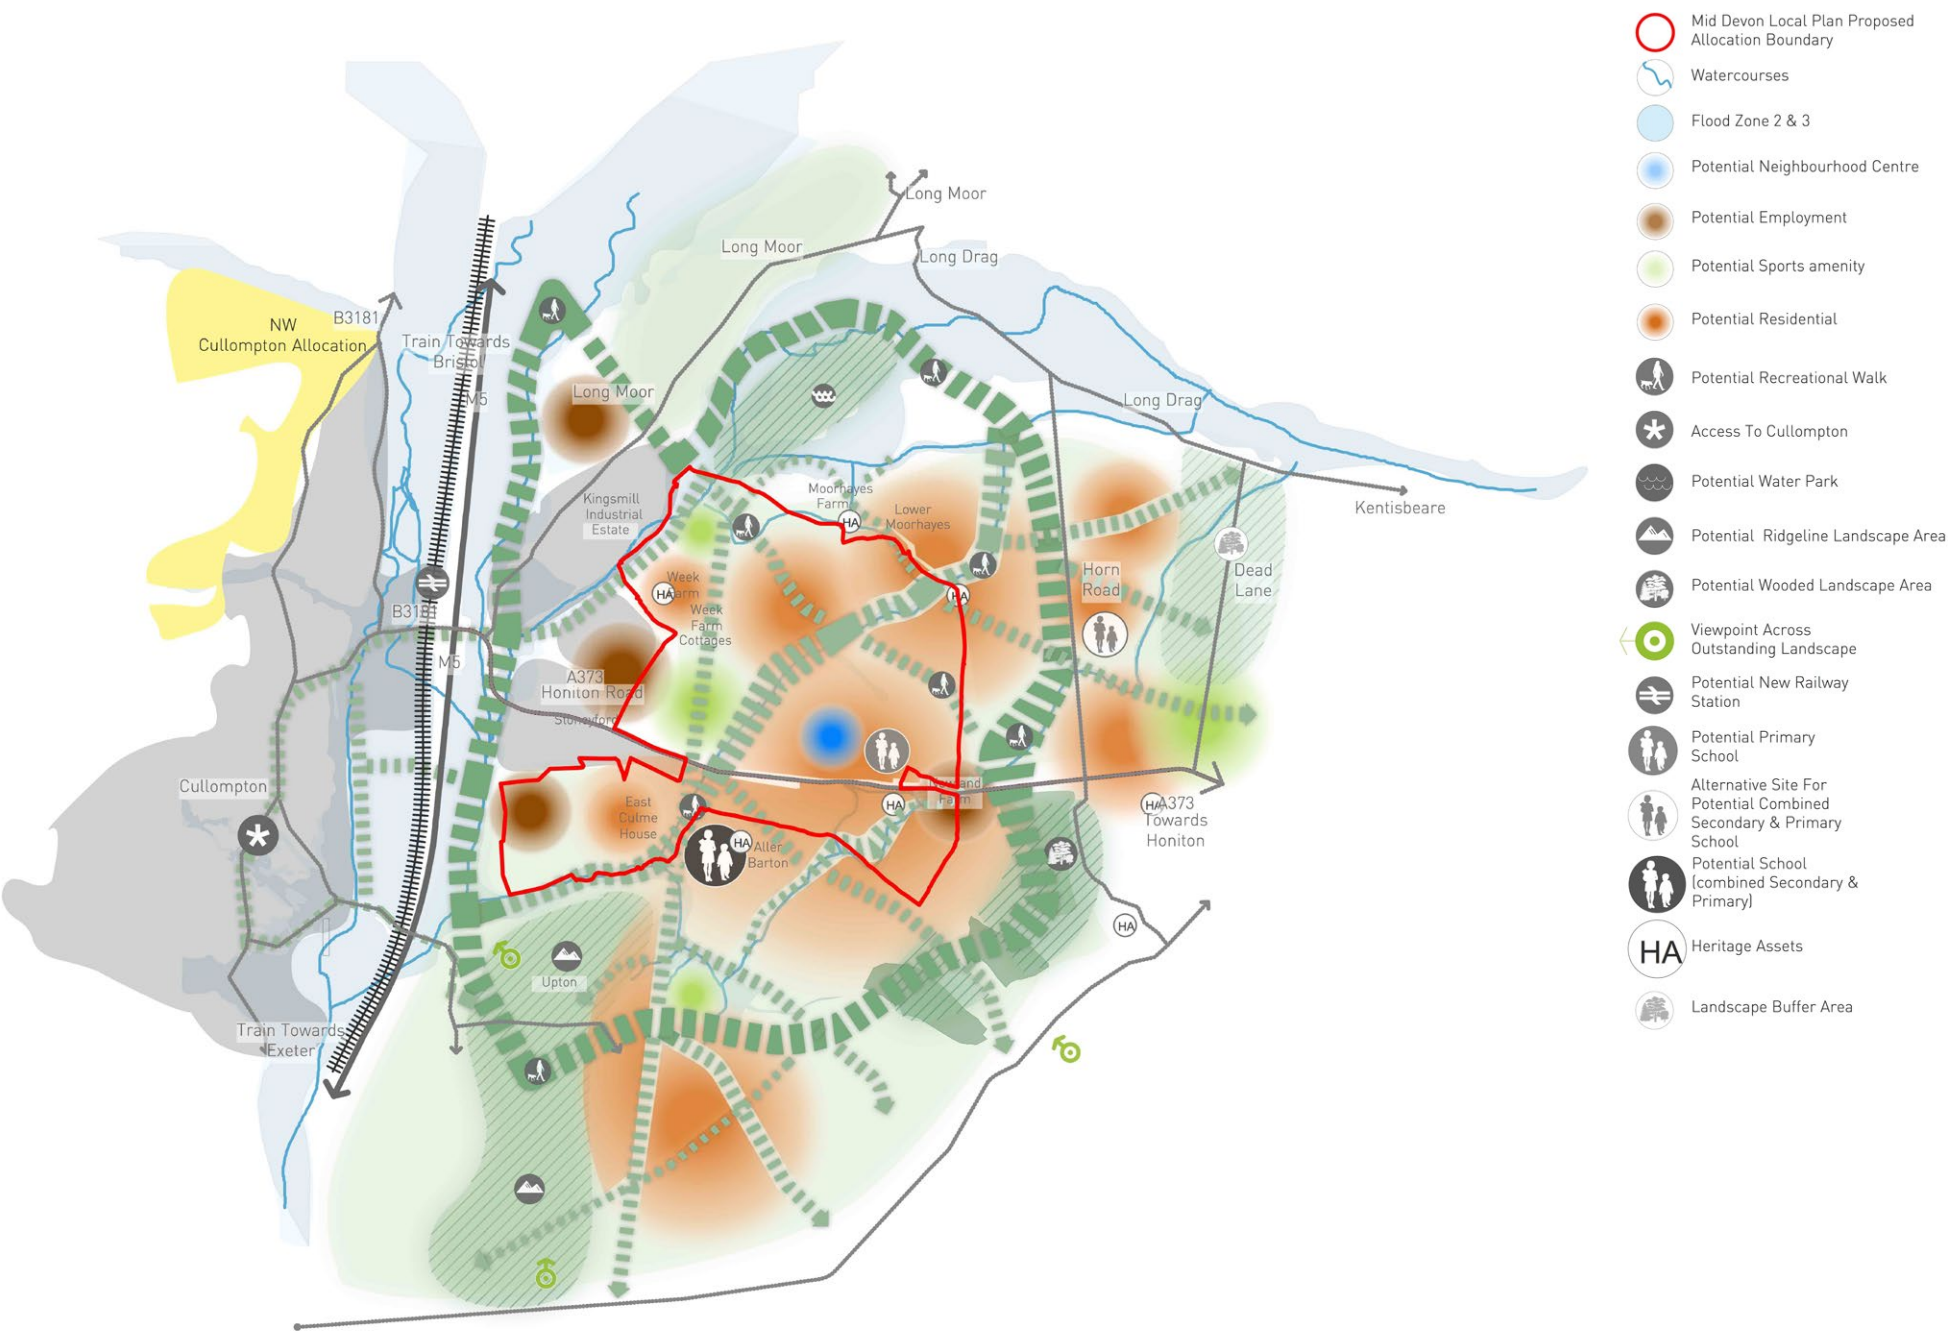 Long Moor
Long Moor
Long Drag
NW
Cullompton Allocation
B3181
Train Towards
Bristol
M5
Long Moor
Long Drag
Kingsmill
Industrial
Estate
Moorhayes
Farm
HA
Lower
Moorhayes
Kentisbeare
Week
Farm
HA
Week
Farm
Cottages
HA
Horn
Road
Dead
Lane
B3181
M5
A373
Honiton Road
Stoneyford
Cullompton
East
Culme
House
HA
Aller
Barton
HA
Newland
Farm
HA
A373
Towards
Honiton
HA
Upton
Train Towards
Exeter
Mid Devon Local Plan Proposed
Allocation Boundary
Watercourses
Flood Zone 2 & 3
Potential Neighbourhood Centre
Potential Employment
Potential Sports amenity
Potential Residential
Potential Recreational Walk
Access To Cullompton
Potential Water Park
Potential Ridgeline Landscape Area
Potential Wooded Landscape Area
Viewpoint Across
Outstanding Landscape
Potential New Railway
Station
Potential Primary
School
Alternative Site For
Potential Combined
Secondary & Primary
School
Potential School
(combined Secondary &
Primary)
HA
Heritage Assets
Landscape Buffer Area